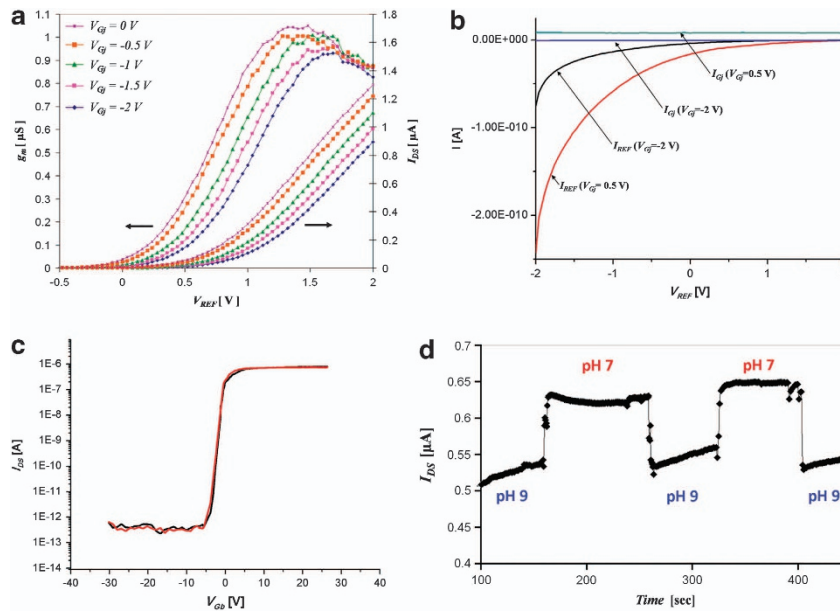 a
V_Gj = 0 V
V_Gj = -0.5 V
V_Gj = -1 V
V_Gj = -1.5 V
V_Gj = -2 V
1.1
1
0.9
0.8
0.7
0.6
0.5
0.4
0.3
0.2
0.1
0
g_m [µS]
1.8
1.6
1.4
1.2
1
0.8
0.6
0.4
0.2
0
I_DS [µA]
-0.5
0
0.5
1
1.5
2
V_REF [V]
b
0.00E+000
-1.00E-010
-2.00E-010
I [A]
I_Gj (V_Gj=0.5 V)
I_Gj (V_Gj=-2 V)
I_REF (V_Gj=-2 V)
I_REF (V_Gj= 0.5 V)
-2
-1
0
1
V_REF [V]
c
1E-5
1E-6
1E-7
1E-8
1E-9
1E-10
1E-11
1E-12
1E-13
1E-14
I_DS [A]
-40
-30
-20
-10
0
10
20
30
40
V_GB [V]
d
0.7
0.65
0.6
0.55
0.5
0.45
0.4
I_DS [µA]
pH 7
pH 7
pH 9
pH 9
pH 9
100
200
300
400
Time [sec]